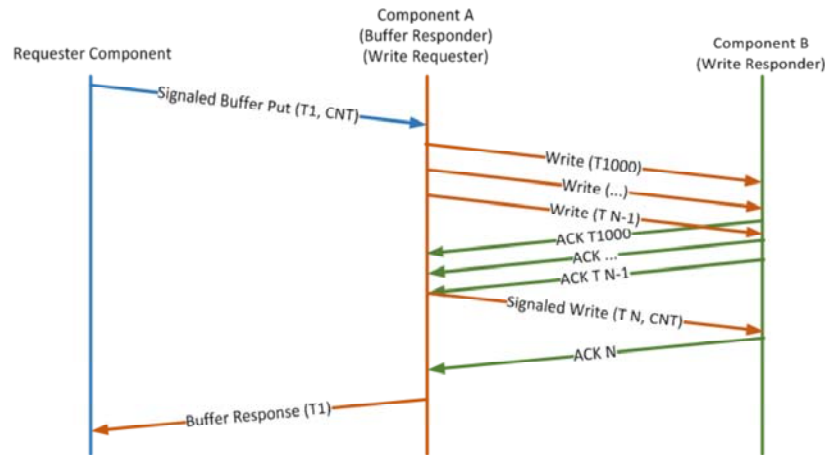 Component A
(Buffer Responder)
(Write Requester)
Requester Component
Component B
(Write Responder)
Signaled Buffer Put (T1, CNT)
Write (T1000)
Write (...)
Write (T N-1)
ACK T1000
ACK ...
ACK T N-1
Signaled Write (T N, CNT)
ACK N
Buffer Response (T1)